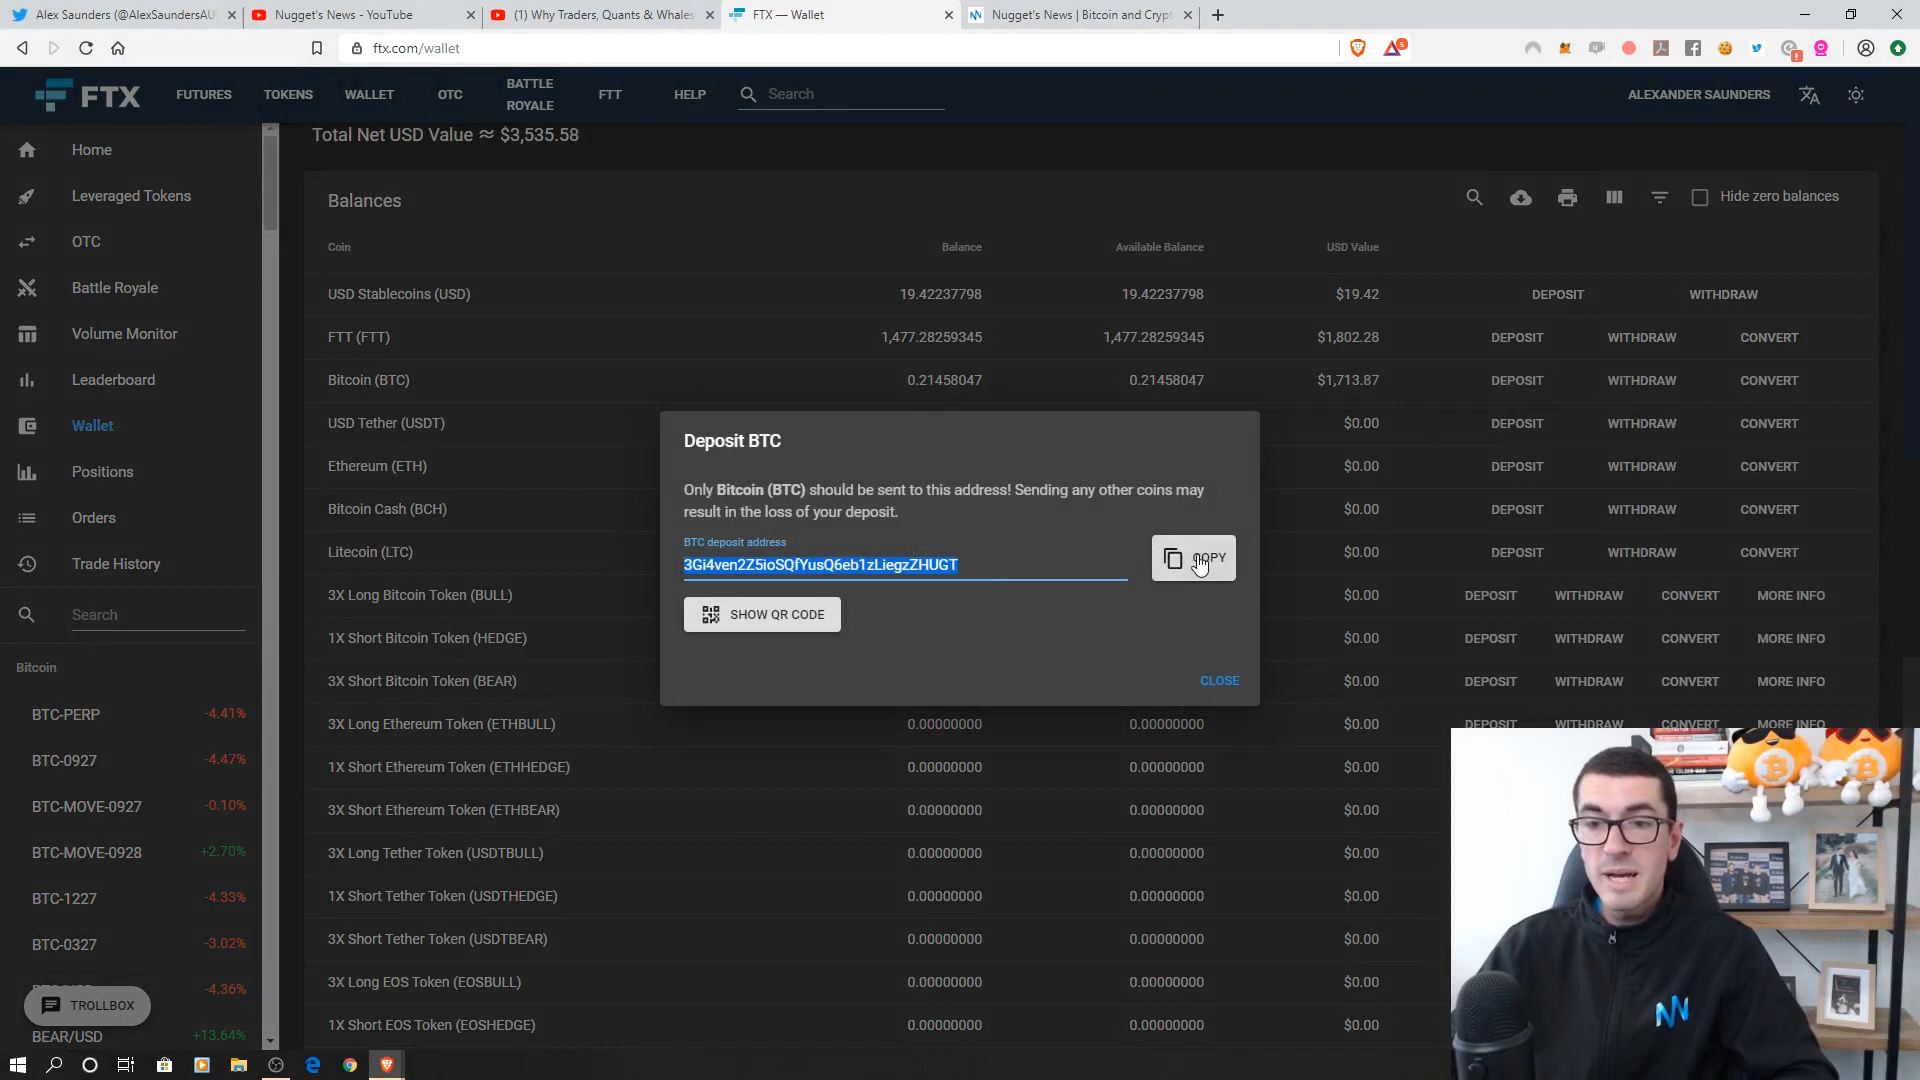 Alex Saunders (@AlexSaundersAU
Nugget's News - YouTube
(1) Why Traders, Quants & Whales
FTX — Wallet
Nugget's News | Bitcoin and Crypt
ftx.com/wallet
FTX
FUTURES
TOKENS
WALLET
OTC
BATTLE
ROYALE
FTT
HELP
Search
ALEXANDER SAUNDERS
Home
Leveraged Tokens
OTC
Battle Royale
Volume Monitor
Leaderboard
Wallet
Positions
Orders
Trade History
Search
Bitcoin
BTC-PERP -4.41%
BTC-0927 -4.47%
BTC-MOVE-0927 -0.10%
BTC-MOVE-0928 +2.70%
BTC-1227 -4.33%
BTC-0327 -3.02%
-4.36%
TROLLBOX
BEAR/USD +13.64%
Total Net USD Value ≈ $3,535.58
Balances
Hide zero balances
Coin Balance Available Balance USD Value
USD Stablecoins (USD) 19.42237798 19.42237798 $19.42 DEPOSIT WITHDRAW
FTT (FTT) 1,477.28259345 1,477.28259345 $1,802.28 DEPOSIT WITHDRAW CONVERT
Bitcoin (BTC) 0.21458047 0.21458047 $1,713.87 DEPOSIT WITHDRAW CONVERT
USD Tether (USDT) $0.00 DEPOSIT WITHDRAW CONVERT
Ethereum (ETH) $0.00 DEPOSIT WITHDRAW CONVERT
Bitcoin Cash (BCH) $0.00 DEPOSIT WITHDRAW CONVERT
Litecoin (LTC) $0.00 DEPOSIT WITHDRAW CONVERT
3X Long Bitcoin Token (BULL) $0.00 DEPOSIT WITHDRAW CONVERT MORE INFO
1X Short Bitcoin Token (HEDGE) $0.00 DEPOSIT WITHDRAW CONVERT MORE INFO
3X Short Bitcoin Token (BEAR) $0.00 DEPOSIT WITHDRAW CONVERT MORE INFO
3X Long Ethereum Token (ETHBULL) 0.00000000 0.00000000 $0.00 DEPOSIT WITHDRAW CONVERT MORE INFO
1X Short Ethereum Token (ETHHEDGE) 0.00000000 0.00000000 $0.00
3X Short Ethereum Token (ETHBEAR) 0.00000000 0.00000000 $0.00
3X Long Tether Token (USDTBULL) 0.00000000 0.00000000 $0.00
1X Short Tether Token (USDTHEDGE) 0.00000000 0.00000000 $0.00
3X Short Tether Token (USDTBEAR) 0.00000000 0.00000000 $0.00
3X Long EOS Token (EOSBULL) 0.00000000 0.00000000 $0.00
1X Short EOS Token (EOSHEDGE) 0.00000000 0.00000000 $0.00
Deposit BTC
Only Bitcoin (BTC) should be sent to this address! Sending any other coins may
result in the loss of your deposit.
BTC deposit address
3Gi4ven2Z5ioSQfYusQ6eb1zLiegzZHUGT
COPY
SHOW QR CODE
CLOSE